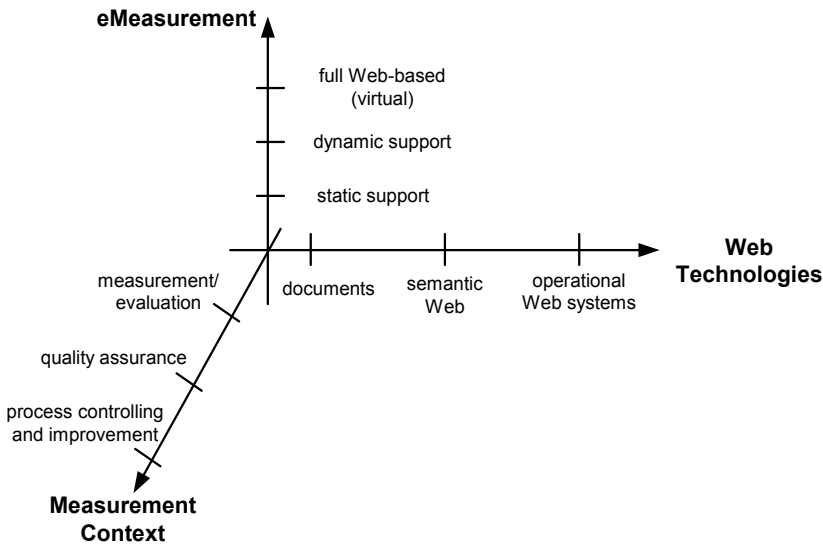 eMeasurement
full Web-based
(virtual)
dynamic support
static support
Web
Technologies
documents
semantic
Web
operational
Web systems
measurement/
evaluation
quality assurance
process controlling
and improvement
Measurement
Context